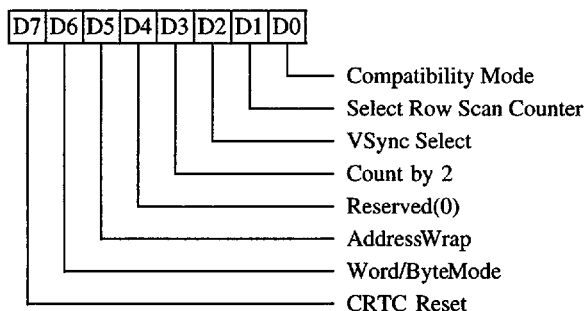 D7 D6 D5 D4 D3 D2 D1 D0
Compatibility Mode
Select Row Scan Counter
VSync Select
Count by 2
Reserved(0)
AddressWrap
Word/ByteMode
CRTC Reset